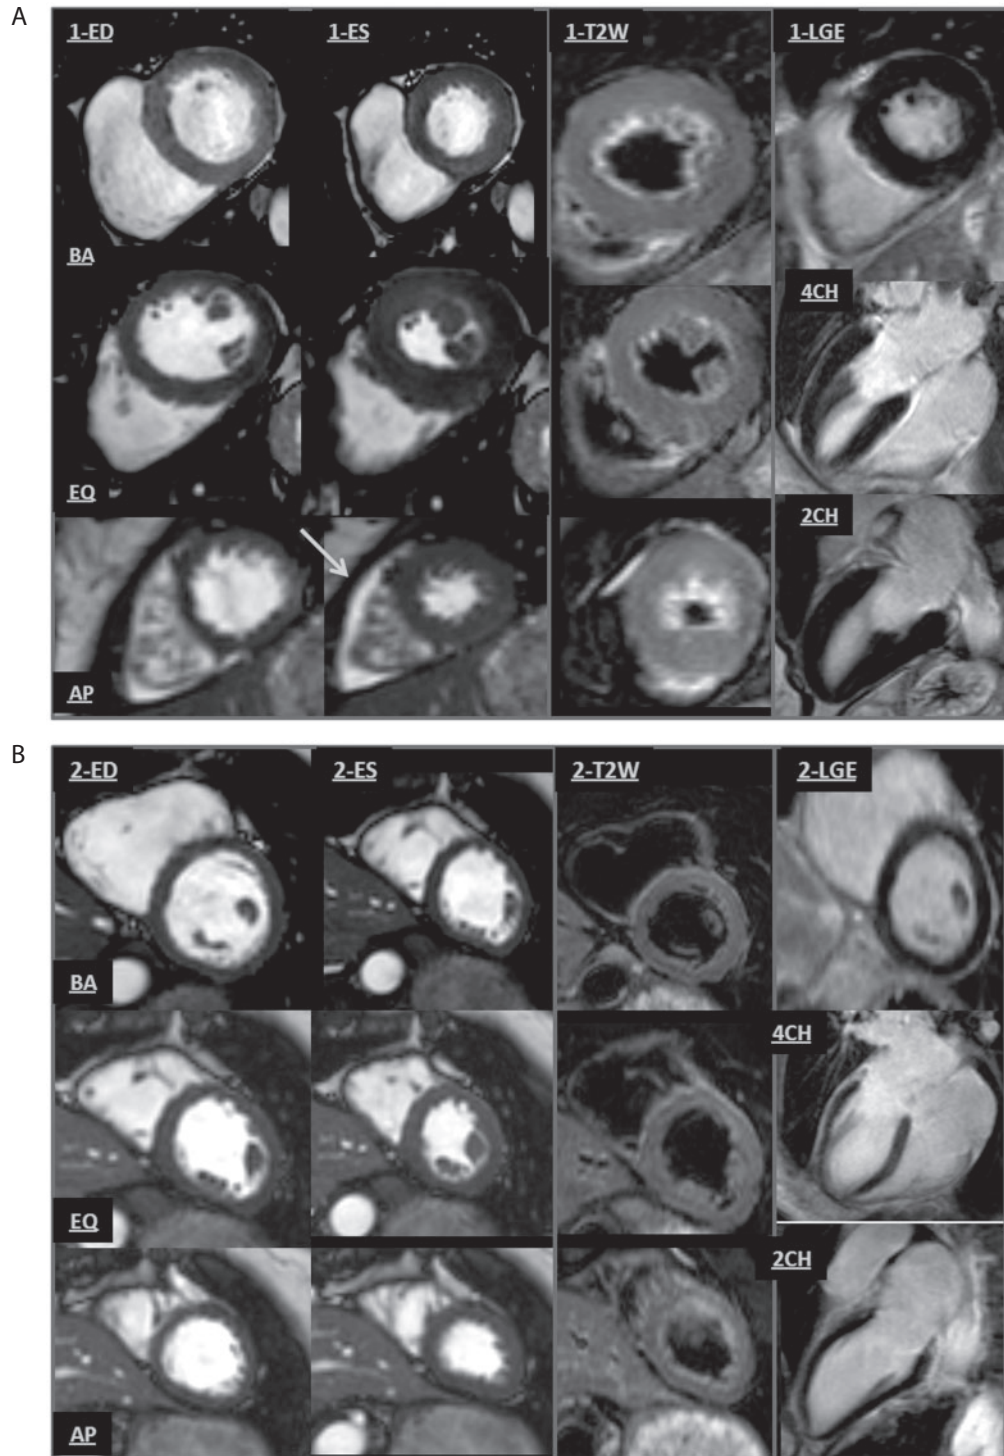 A
1-ED 1-ES 1-T2W 1-LGE
BA
4CH
EQ
2CH
AP
B
2-ED 2-ES 2-T2W 2-LGE
BA
4CH
EQ
2CH
AP